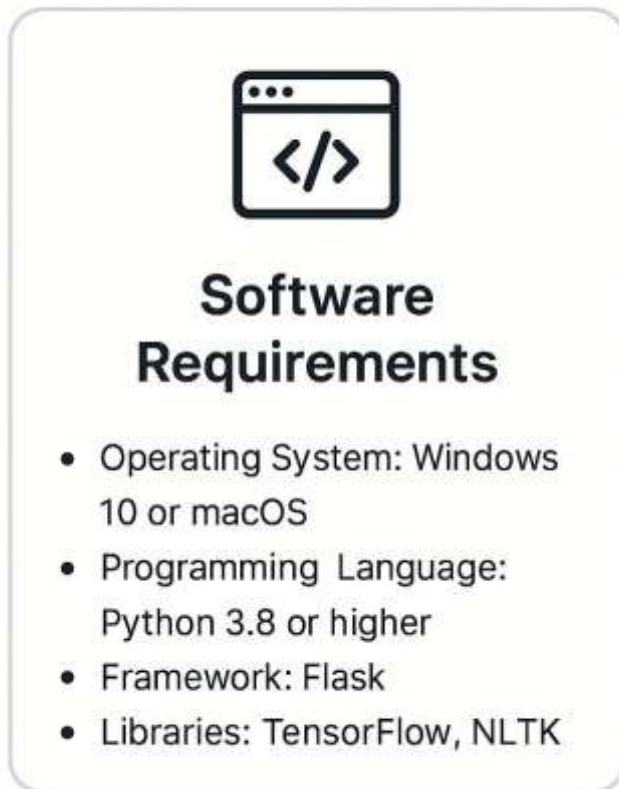 </>
Software
Requirements
• Operating System: Windows
10 or macOS
• Programming Language:
Python 3.8 or higher
• Framework: Flask
• Libraries: TensorFlow, NLTK